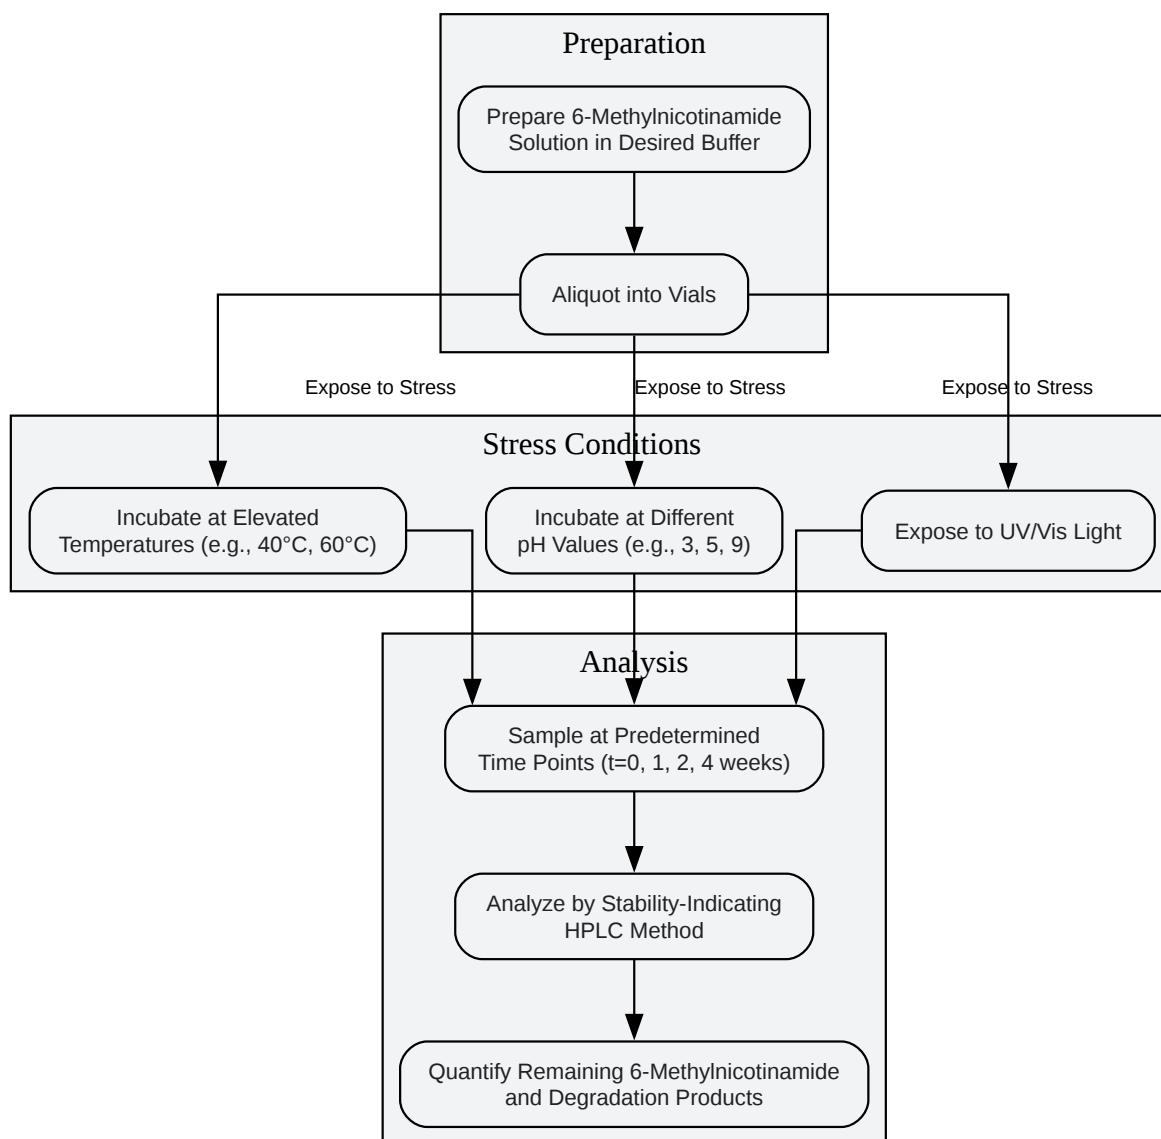 Preparation
Prepare 6-Methylnicotinamide
Solution in Desired Buffer
Aliquot into Vials
Expose to Stress
Expose to Stress
Expose to Stress
Stress Conditions
Incubate at Elevated
Temperatures (e.g., 40°C, 60°C)
Incubate at Different
pH Values (e.g., 3, 5, 9)
Expose to UV/Vis Light
Analysis
Sample at Predetermined
Time Points (t=0, 1, 2, 4 weeks)
Analyze by Stability-Indicating
HPLC Method
Quantify Remaining 6-Methylnicotinamide
and Degradation Products